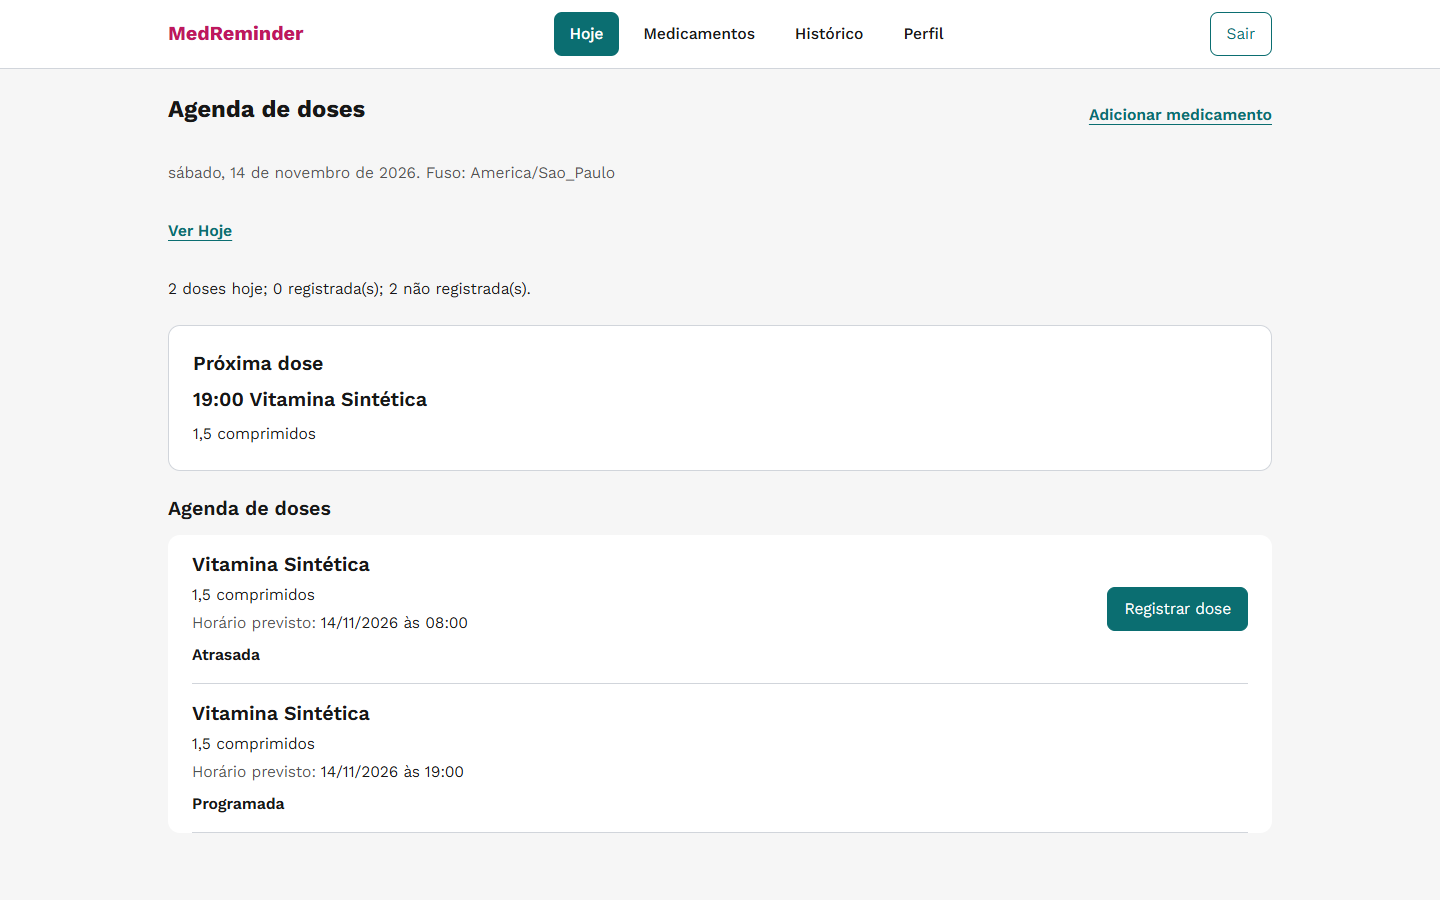 MedReminder
Hoje
Medicamentos
Histórico
Perfil
Sair
Agenda de doses
Adicionar medicamento
sábado, 14 de novembro de 2026. Fuso: America/Sao_Paulo
Ver Hoje
2 doses hoje; 0 registrada(s); 2 não registrada(s).
Próxima dose
19:00 Vitamina Sintética
1,5 comprimidos
Agenda de doses
Vitamina Sintética
1,5 comprimidos
Horário previsto: 14/11/2026 às 08:00
Atrasada
Registrar dose
Vitamina Sintética
1,5 comprimidos
Horário previsto: 14/11/2026 às 19:00
Programada